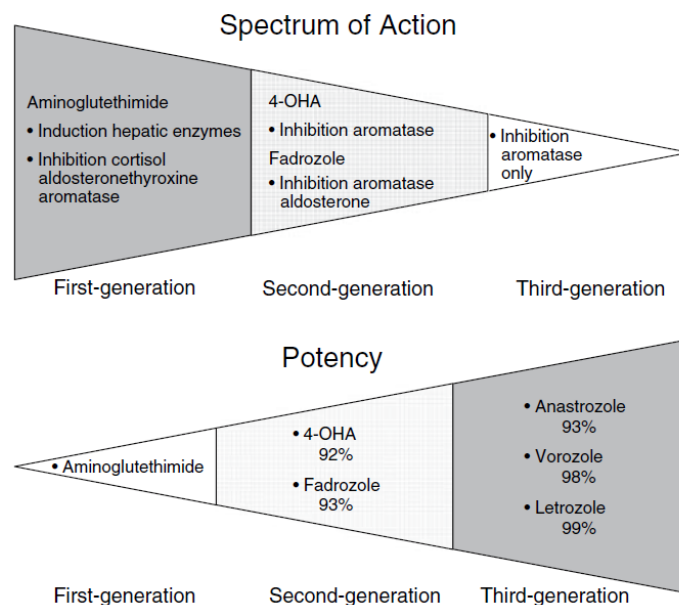 Spectrum of Action
Aminoglutethimide
• Induction hepatic enzymes
• Inhibition cortisol
aldosteronethyroxine
aromatase
4-OHA
• Inhibition aromatase
Fadrozole
• Inhibition aromatase
aldosterone
• Inhibition
aromatase
only
First-generation
Second-generation
Third-generation
Potency
• Aminoglutethimide
• 4-OHA
92%
• Fadrozole
93%
• Anastrozole
93%
• Vorozole
98%
• Letrozole
99%
First-generation
Second-generation
Third-generation